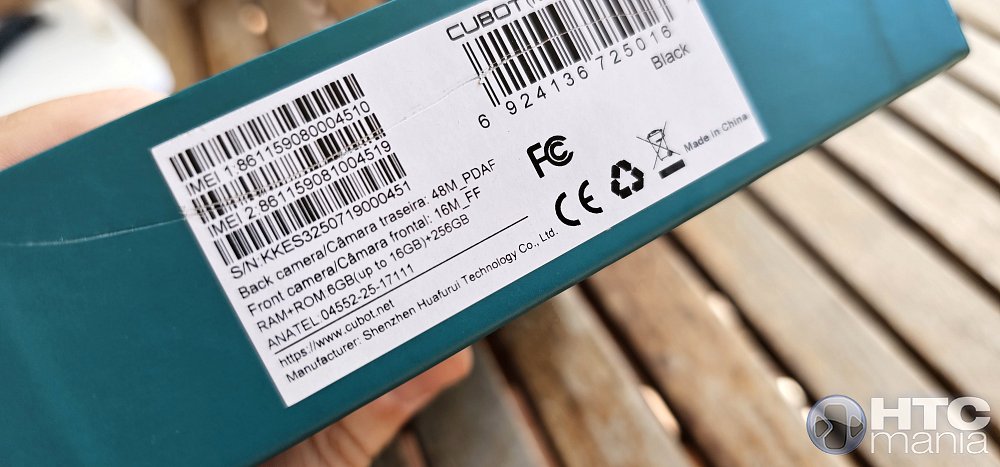 CUBOT
6 924136 725016
Black
IMEI 1:861159080004510
IMEI 2:861159081004519
S/N:KKES3250719000451
Back camera/Câmara traseira: 48M_PDAF
Front camera/Câmara frontal: 16M_FF
RAM+ROM:6GB(up to 16GB)+256GB
ANATEL:04552-25-17111
https://www.cubot.net
Manufacturer: Shenzhen Huafurui Technology Co., Ltd.
FC
CE
Made in China
HTC
mania